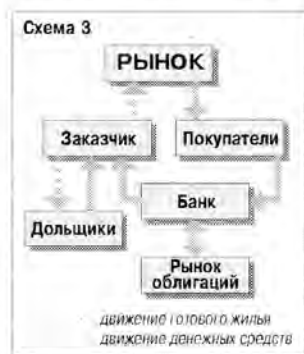 Схема 3
РЫНОК
Заказчик
Покупатели
Банк
Дольщики
Рынок
облигаций
движение готового жилья
движение денежных средств